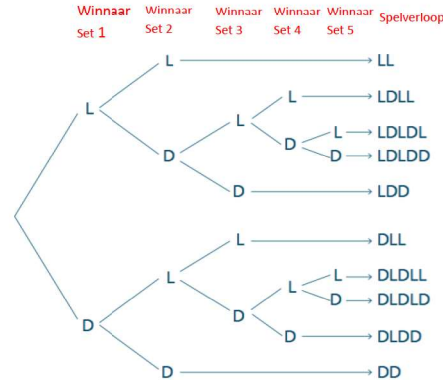 Winnaar Winnaar Winnaar Winnaar Winnaar Spelverloop
Set 1 Set 2 Set 3 Set 4 Set 5
L LL
L LDLL
L L
L LDLDL
D
D D LDLDD
D LDD
L DLL
L L DLDLL
L
D DLDLD
D
D D DLDD
D DD